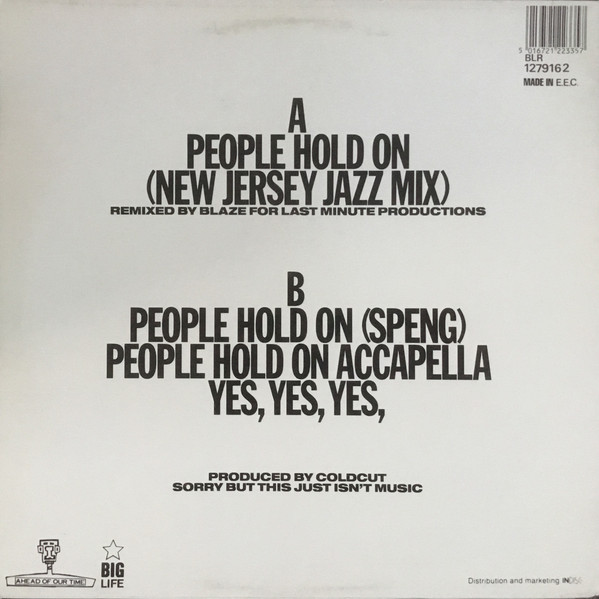 5 016721 223357
BLR
1279162
MADE IN E.E.C.
A
PEOPLE HOLD ON
(NEW JERSEY JAZZ MIX)
REMIXED BY BLAZE FOR LAST MINUTE PRODUCTIONS
B
PEOPLE HOLD ON (SPENG)
PEOPLE HOLD ON ACCAPELLA
YES, YES, YES,
PRODUCED BY COLDCUT
SORRY BUT THIS JUST ISN'T MUSIC
AHEAD OF OUR TIME
BIG
LIFE
Distribution and marketing